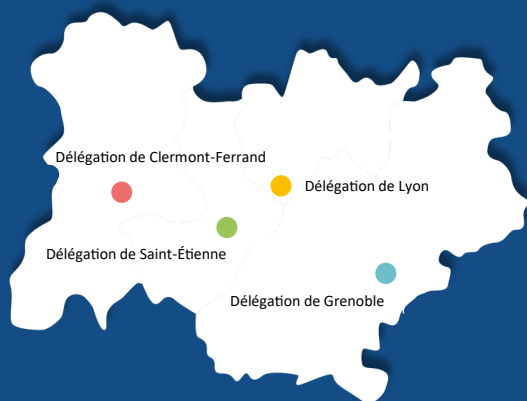 Délégation de Clermont-Ferrand
Délégation de Lyon
Délégation de Saint-Étienne
Délégation de Grenoble